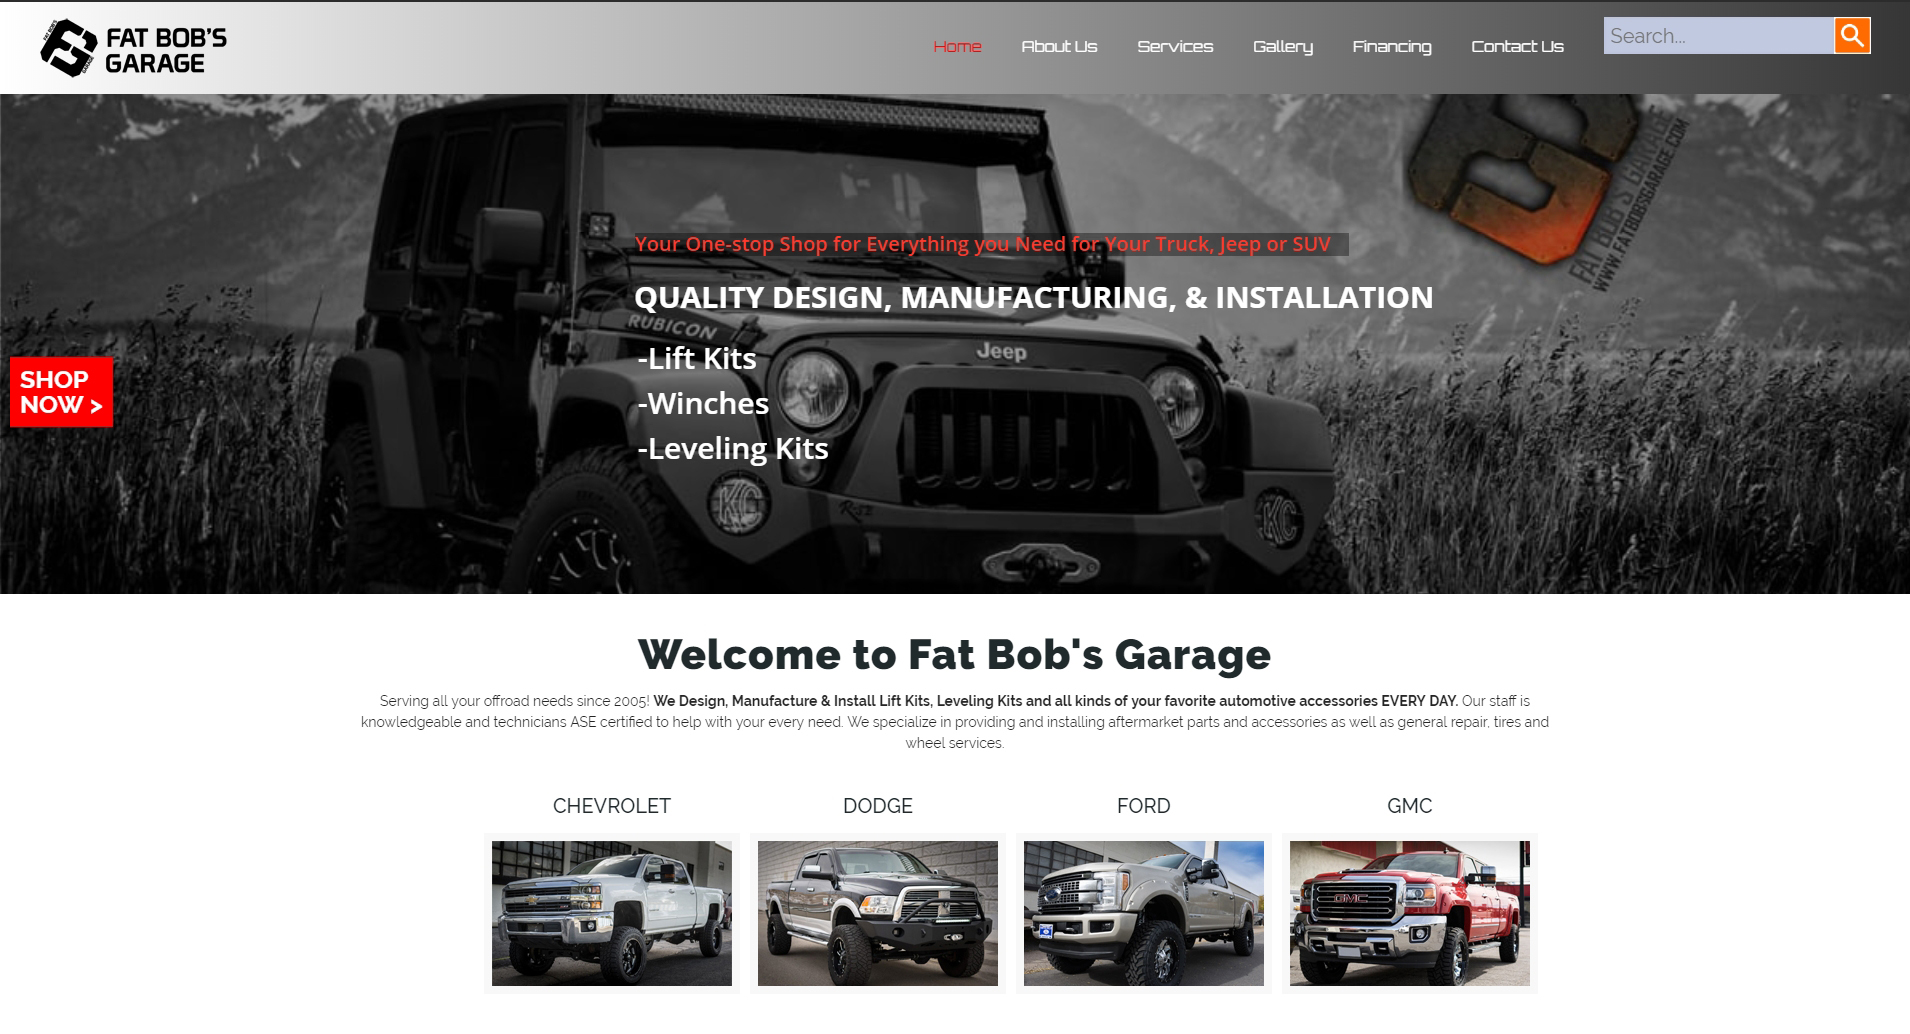 FAT BOB'S
GARAGE
Home
About Us
Services
Gallery
Financing
Contact Us
Search...
FAT BOB'S GARAGE
WWW.FATBOBSGARAGE.COM
Your One-stop Shop for Everything you Need for Your Truck, Jeep or SUV
QUALITY DESIGN, MANUFACTURING, & INSTALLATION
RUBICON
Jeep
-Lift Kits
-Winches
-Leveling Kits
SHOP
NOW >
KC
KC
Welcome to Fat Bob's Garage
Serving all your offroad needs since 2005! We Design, Manufacture & Install Lift Kits, Leveling Kits and all kinds of your favorite automotive accessories EVERY DAY. Our staff is
knowledgeable and technicians ASE certified to help with your every need. We specialize in providing and installing aftermarket parts and accessories as well as general repair, tires and
wheel services.
CHEVROLET
DODGE
FORD
GMC
GMC